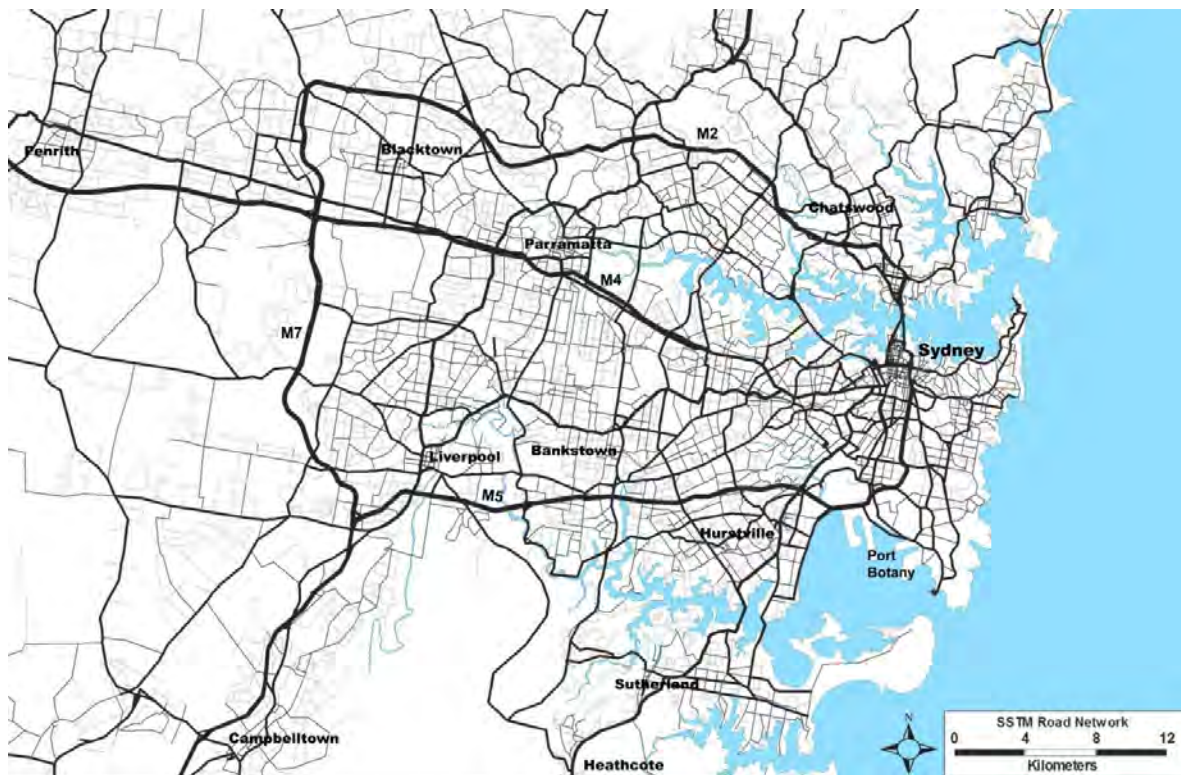 M2
Penrith
Blacktown
Chatswood
Parramatta
M4
M7
Sydney
Liverpool
Bankstown
M5
Hurstville
Port
Botany
Sutherland
Campbelltown
Heathcote
N
SSTM Road Network
0 4 8 12
Kilometers